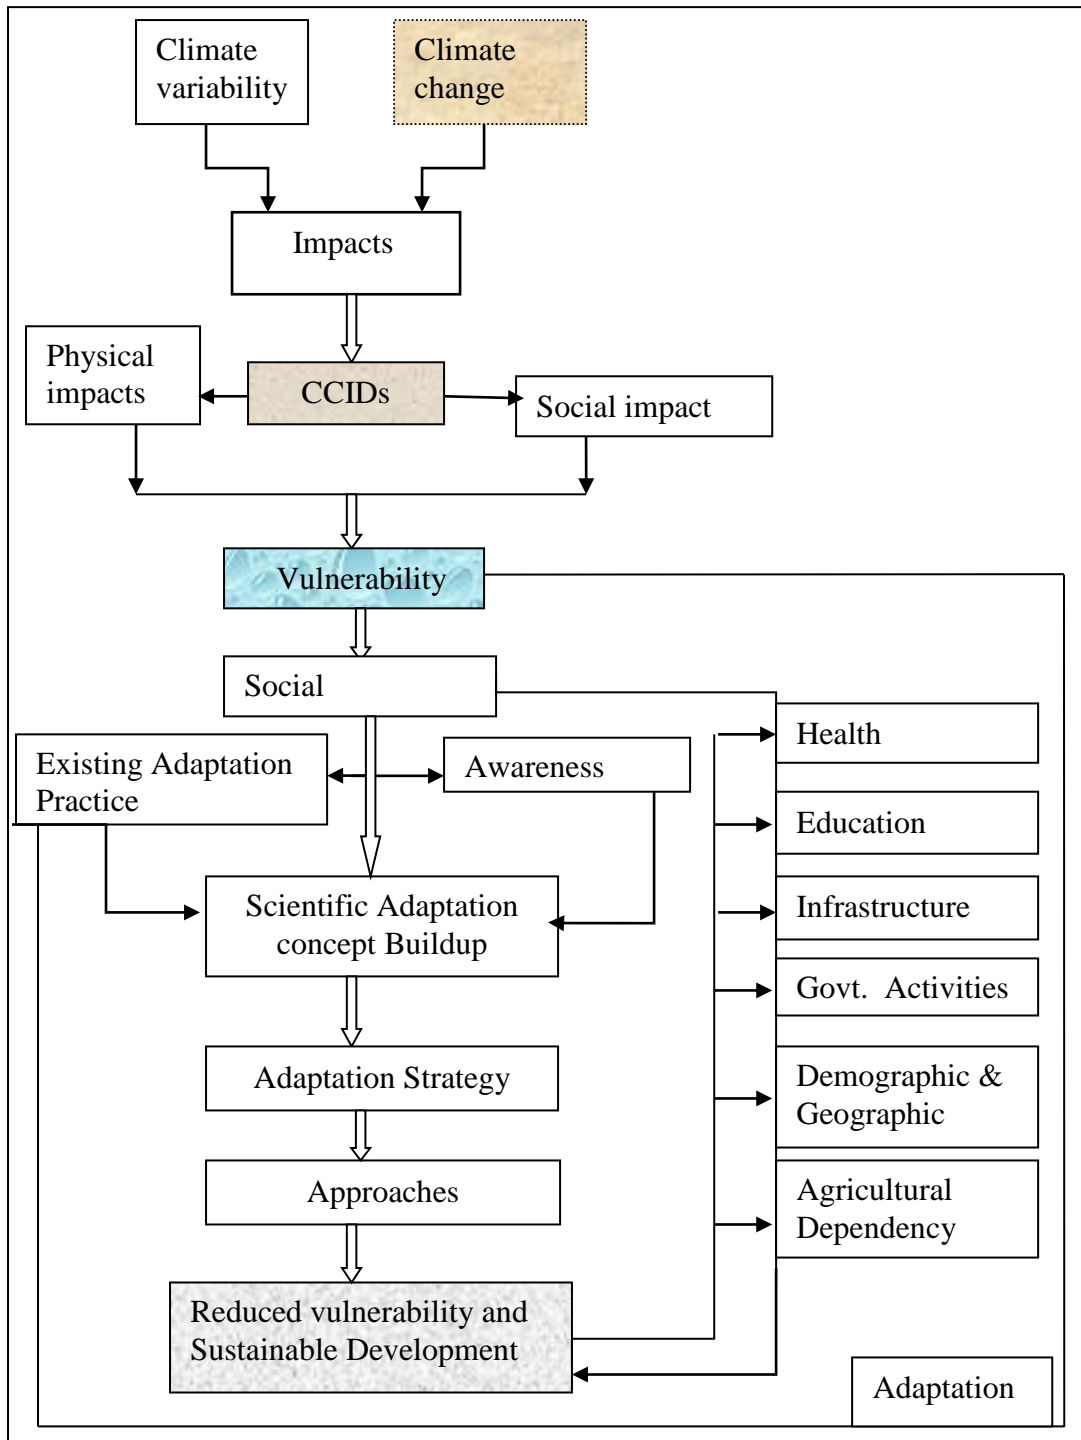 Climate
variability
Climate
change
Impacts
Physical
impacts
CCIDs
Social impact
Vulnerability
Social
Health
Existing Adaptation
Practice
Awareness
Education
Scientific Adaptation
concept Buildup
Infrastructure
Govt. Activities
Adaptation Strategy
Demographic &
Geographic
Approaches
Agricultural
Dependency
Reduced vulnerability and
Sustainable Development
Adaptation